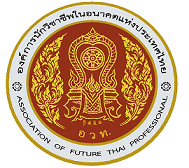 องค์การนักวิชาชีพในอนาคตแห่งประเทศไทย
อ ว ท .
ASSOCIATION OF FUTURE THAI PROFESSIONAL